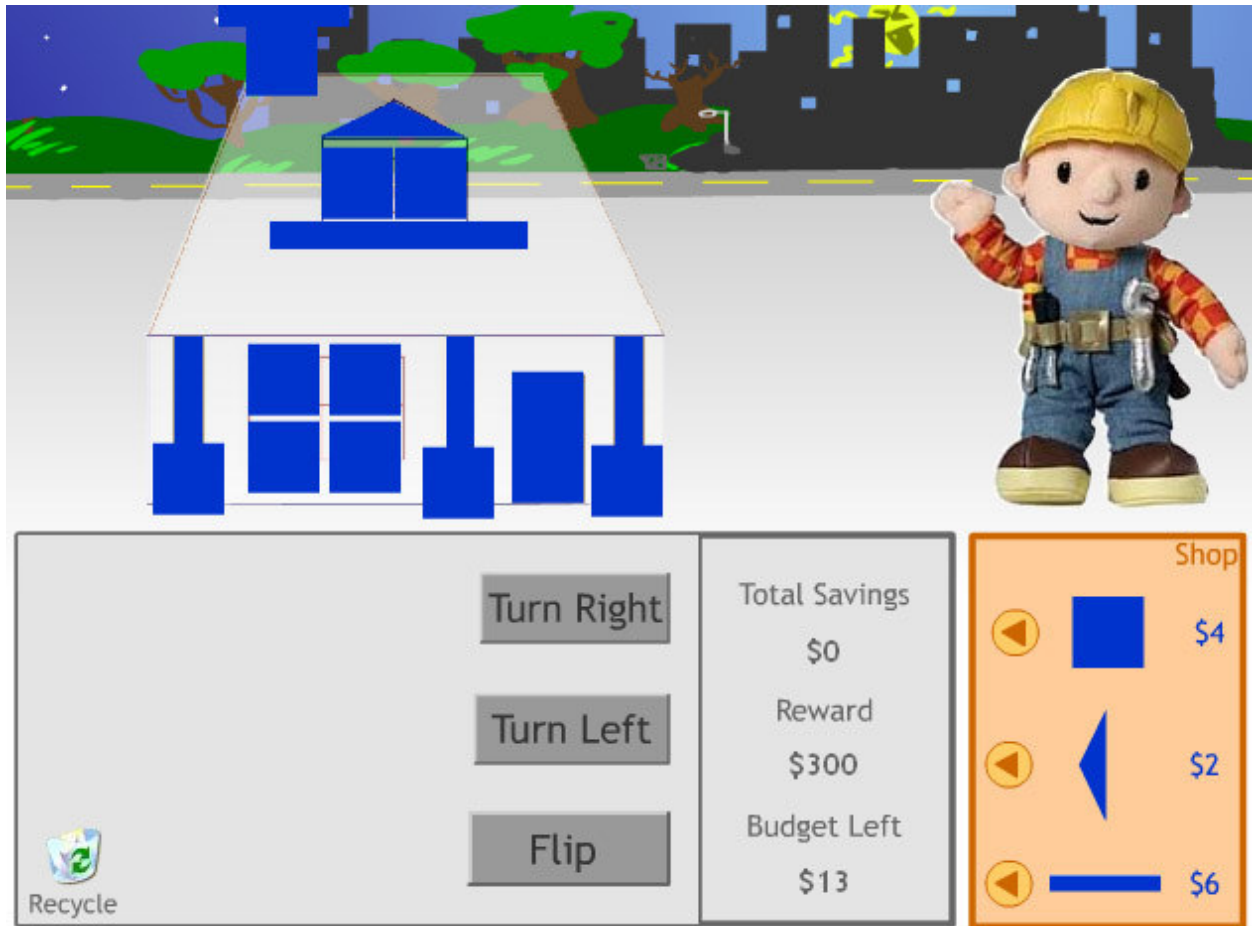 Turn Right
Turn Left
Flip
Recycle
Total Savings
$0
Reward
$300
Budget Left
$13
Shop
$4
$2
$6